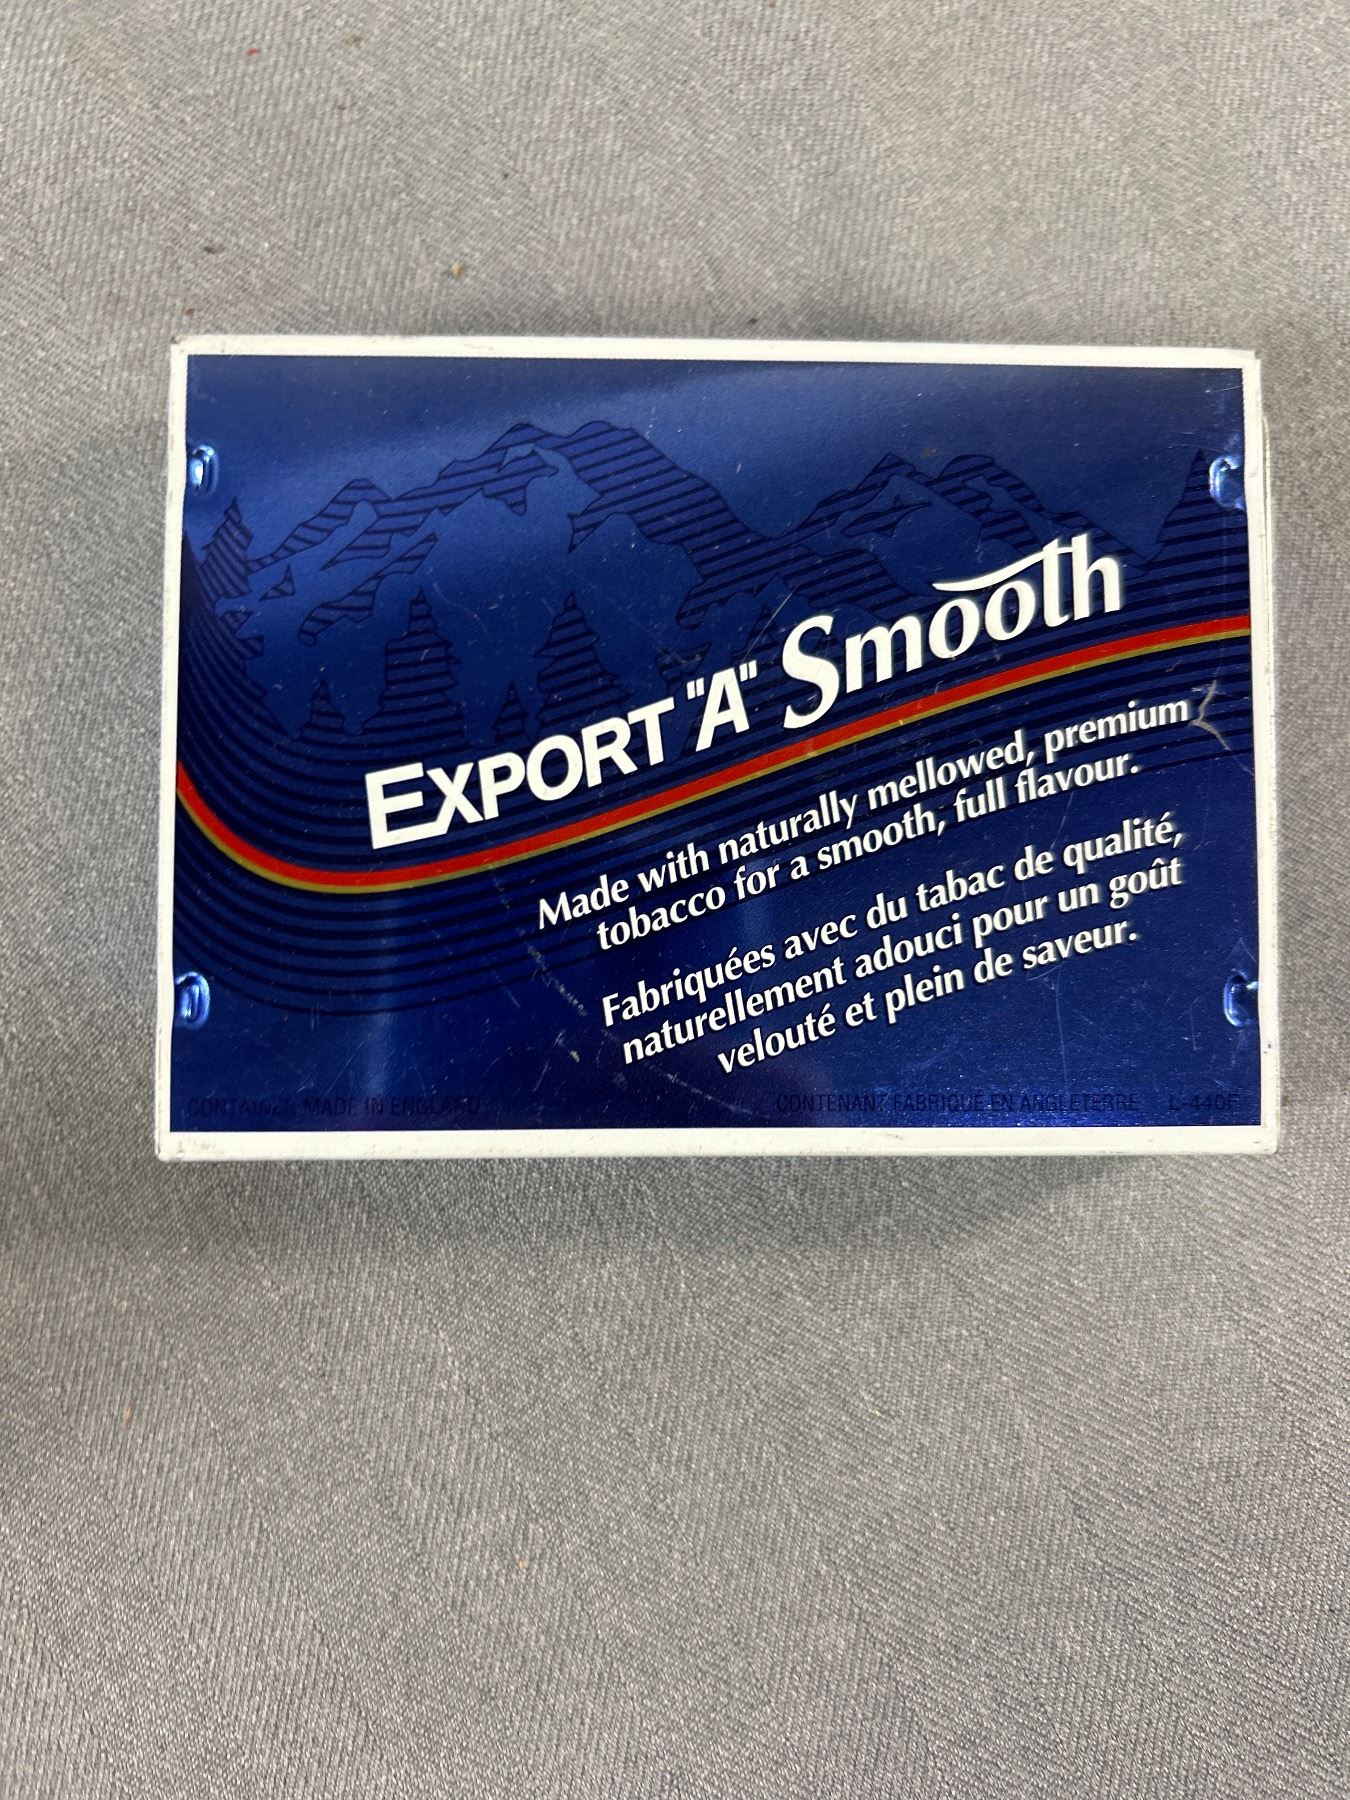 EXPORT "A" Smooth
Made with naturally mellowed, premium
tobacco for a smooth, full flavour.
Fabriquées avec du tabac de qualité,
naturellement adouci pour un goût
velouté et plein de saveur.
CONTAINER MADE IN ENGLAND
CONTENANT FABRIQUÉ EN ANGLETERRE L-440F